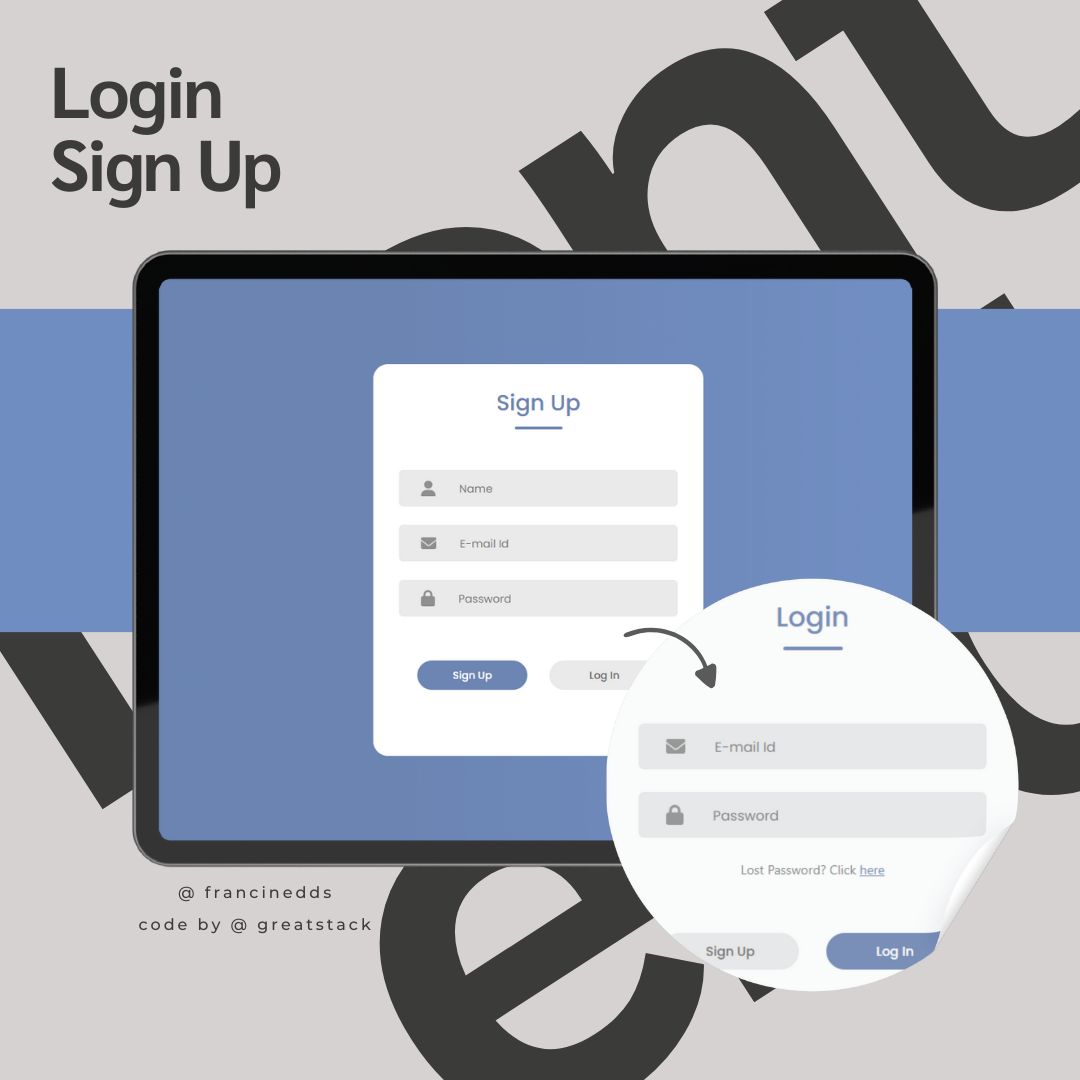 Login
Sign Up
Sign Up
Name
E-mail Id
Password
Sign Up
Log In
Login
E-mail Id
Password
Lost Password? Click here
Sign Up
Log In
@ francinedds
code by @ greatstack